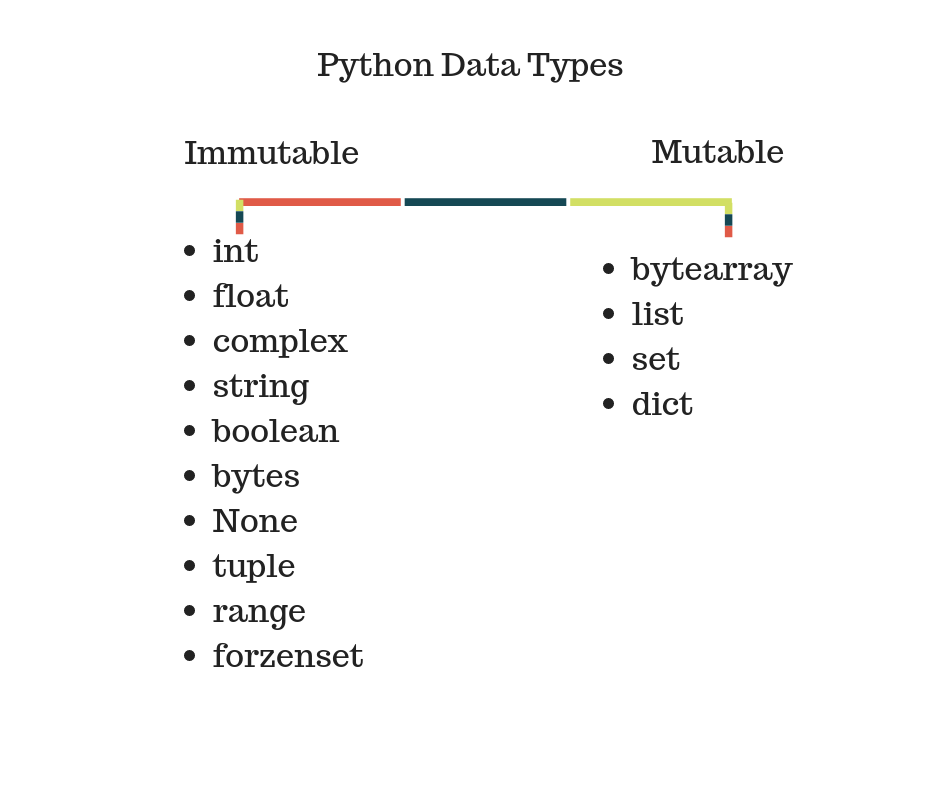 Python Data Types
Immutable
Mutable
int
float
complex
string
boolean
bytes
None
tuple
range
forzenset
bytearray
list
set
dict